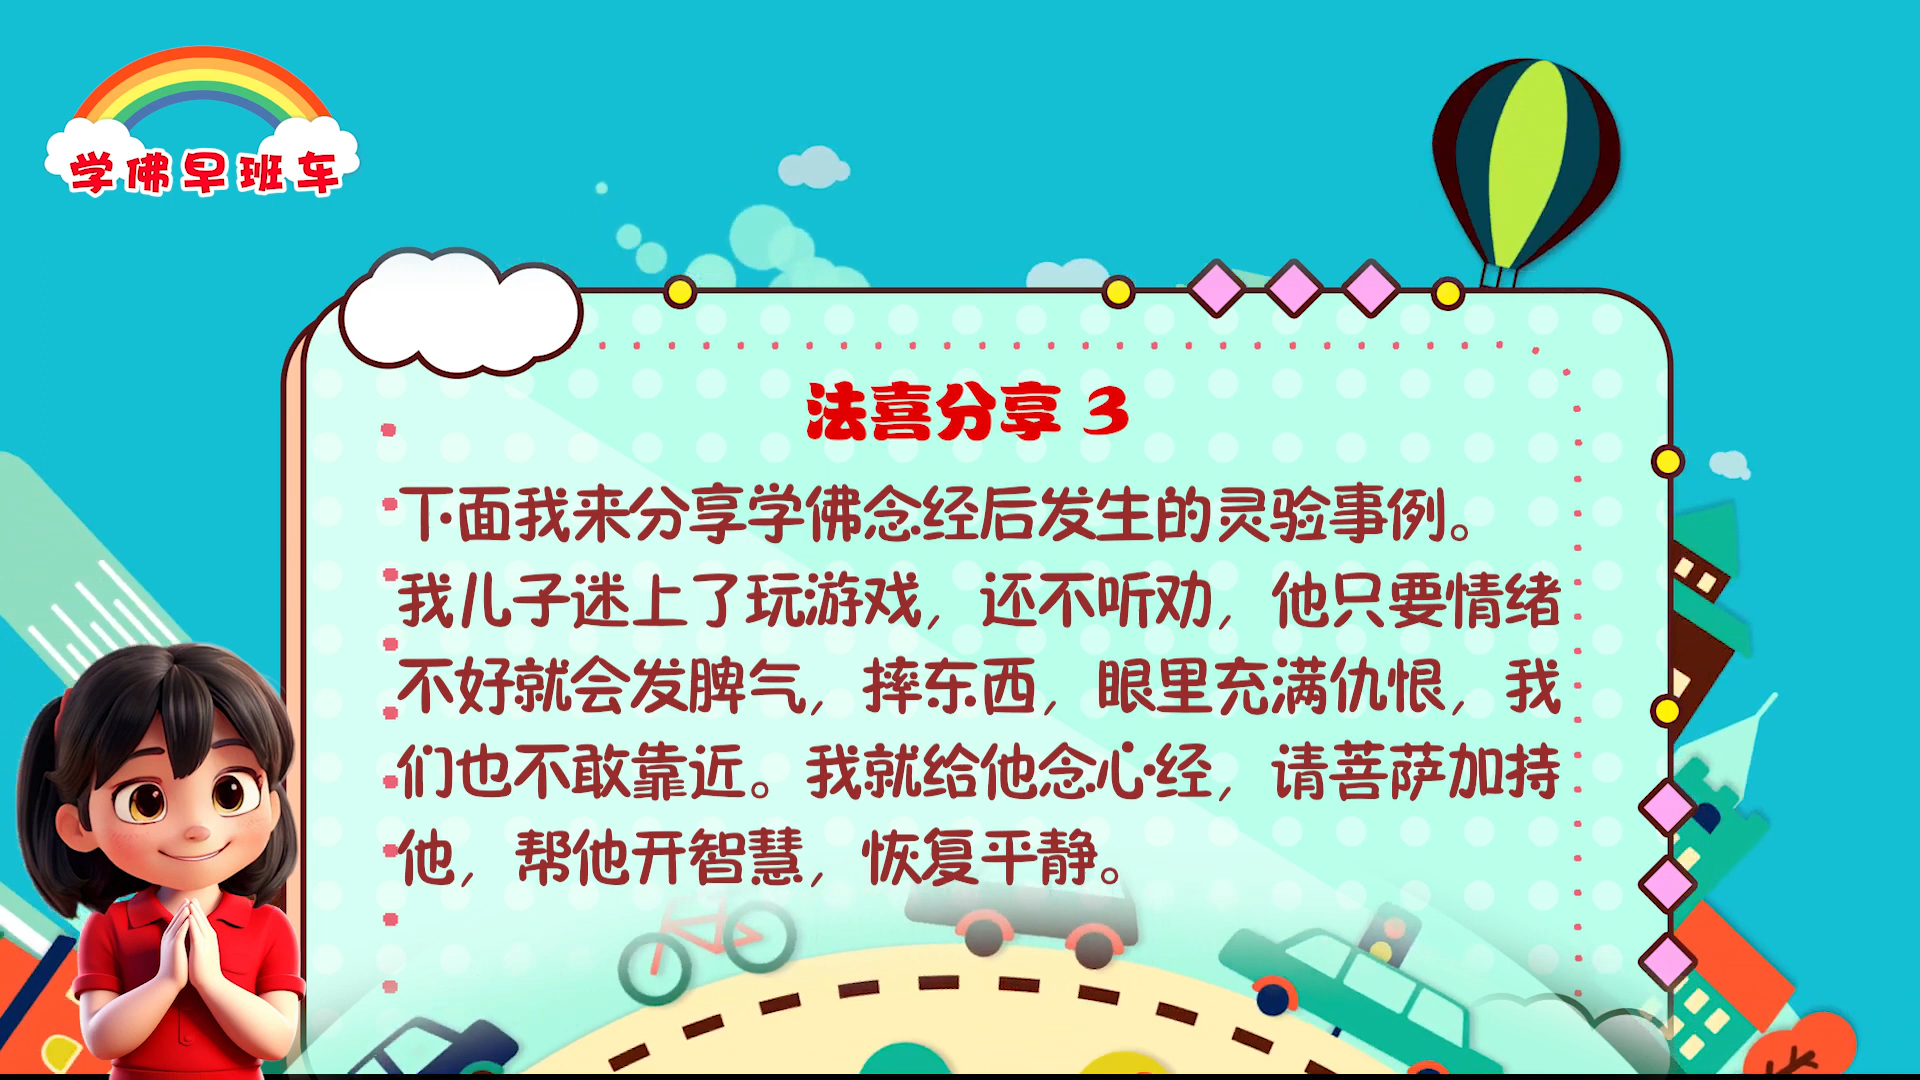 学佛早班车
法喜分享 3
下面我来分享学佛念经后发生的灵验事例。
我儿子迷上了玩游戏，还不听劝，他只要情绪
不好就会发脾气，摔东西，眼里充满仇恨，我
们也不敢靠近。我就给他念心经，请菩萨加持
他，帮他开智慧，恢复平静。